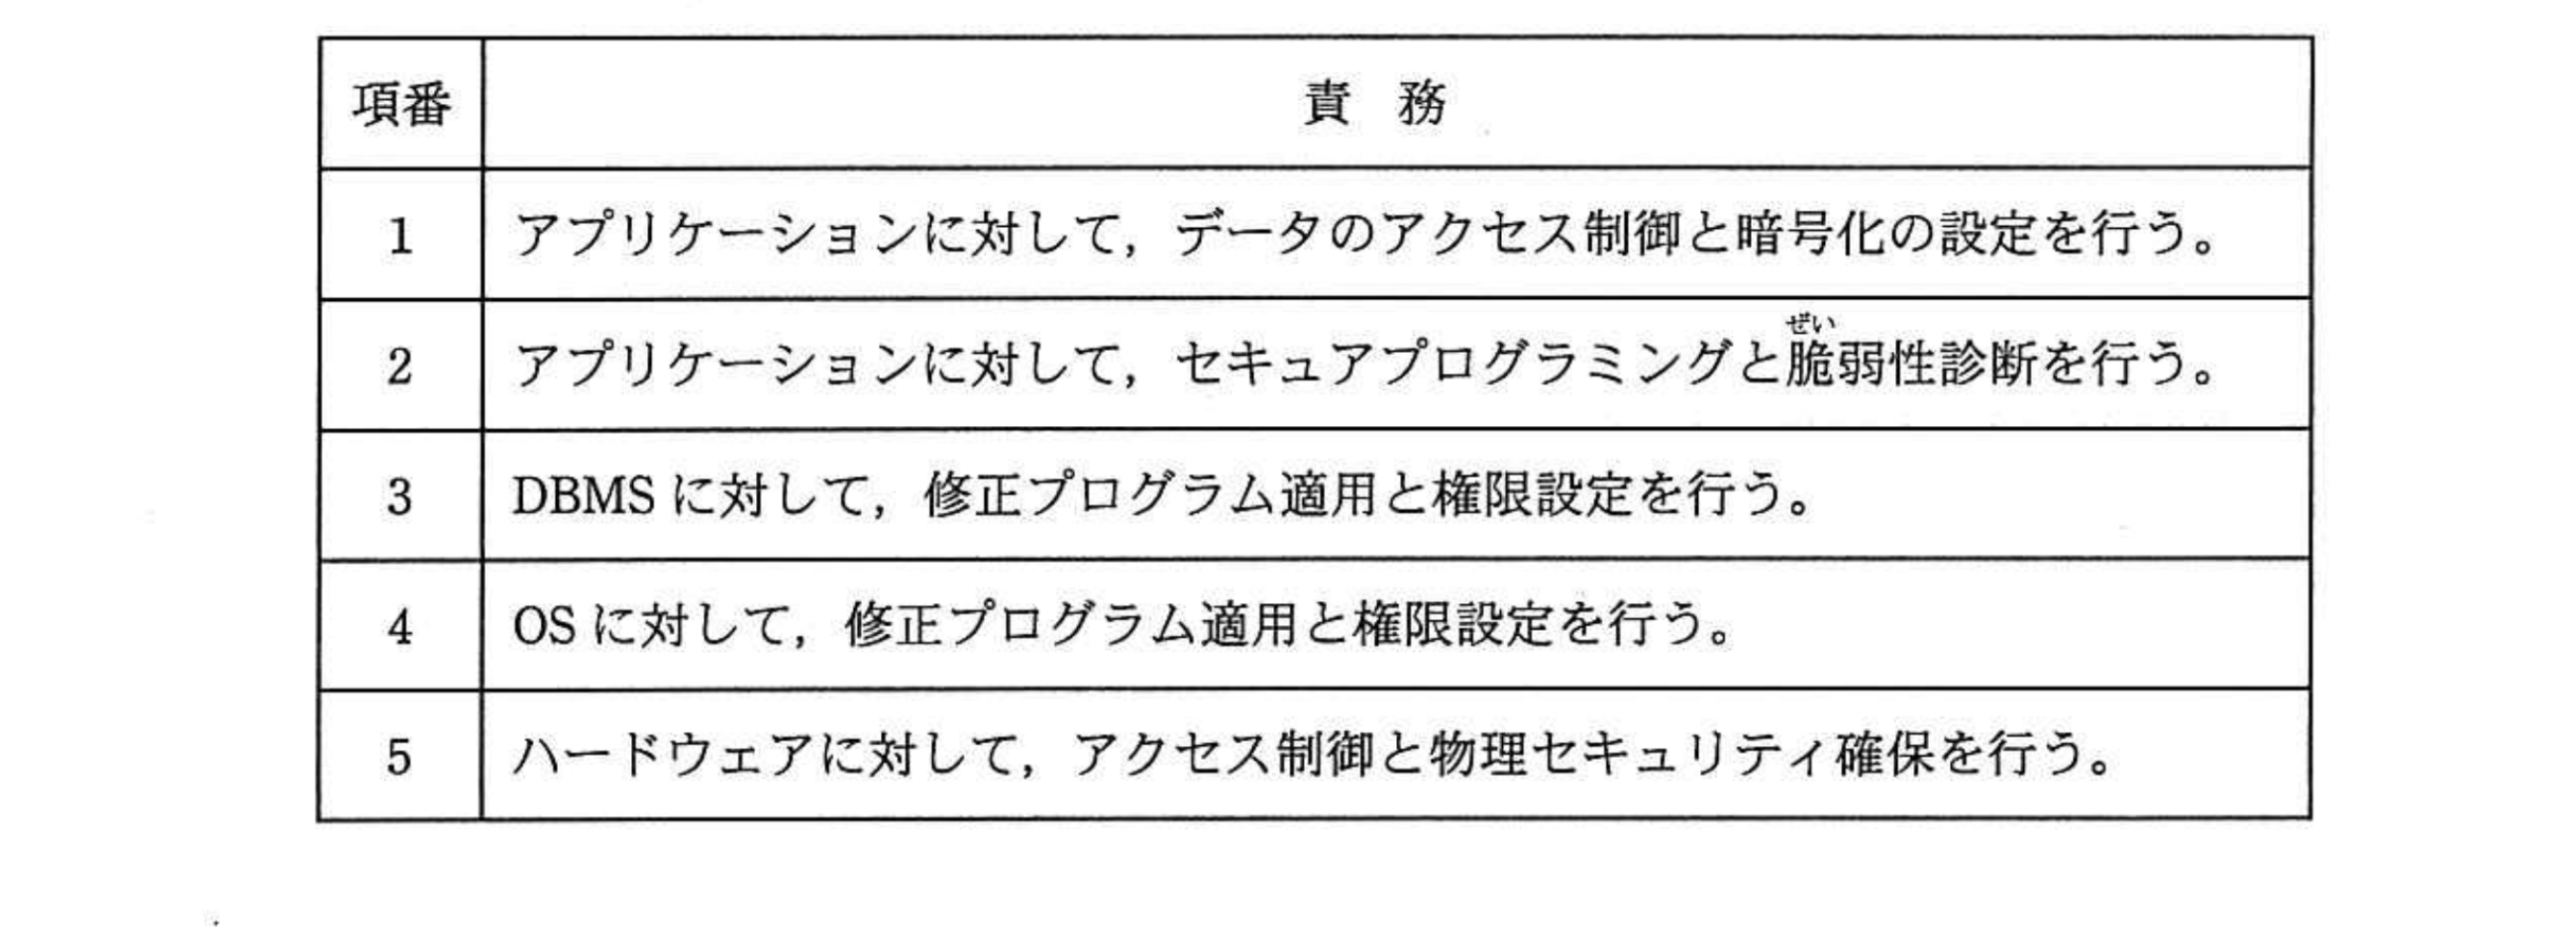 項番 責務
1 アプリケーションに対して，データのアクセス制御と暗号化の設定を行う。
ぜい
2 アプリケーションに対して，セキュアプログラミングと脆弱性診断を行う。
3 DBMS に対して，修正プログラム適用と権限設定を行う。
4 OS に対して，修正プログラム適用と権限設定を行う。
5 ハードウェアに対して，アクセス制御と物理セキュリティ確保を行う。